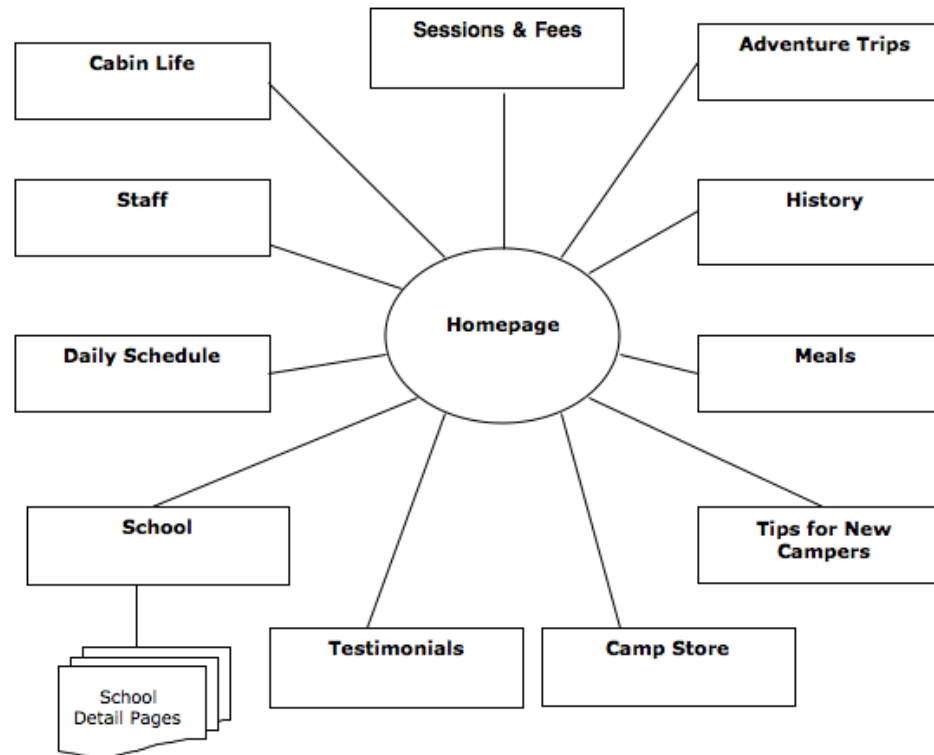 Sessions & Fees
Cabin Life
Adventure Trips
Staff
History
Homepage
Daily Schedule
Meals
School
Tips for New
Campers
Testimonials
Camp Store
School
Detail Pages